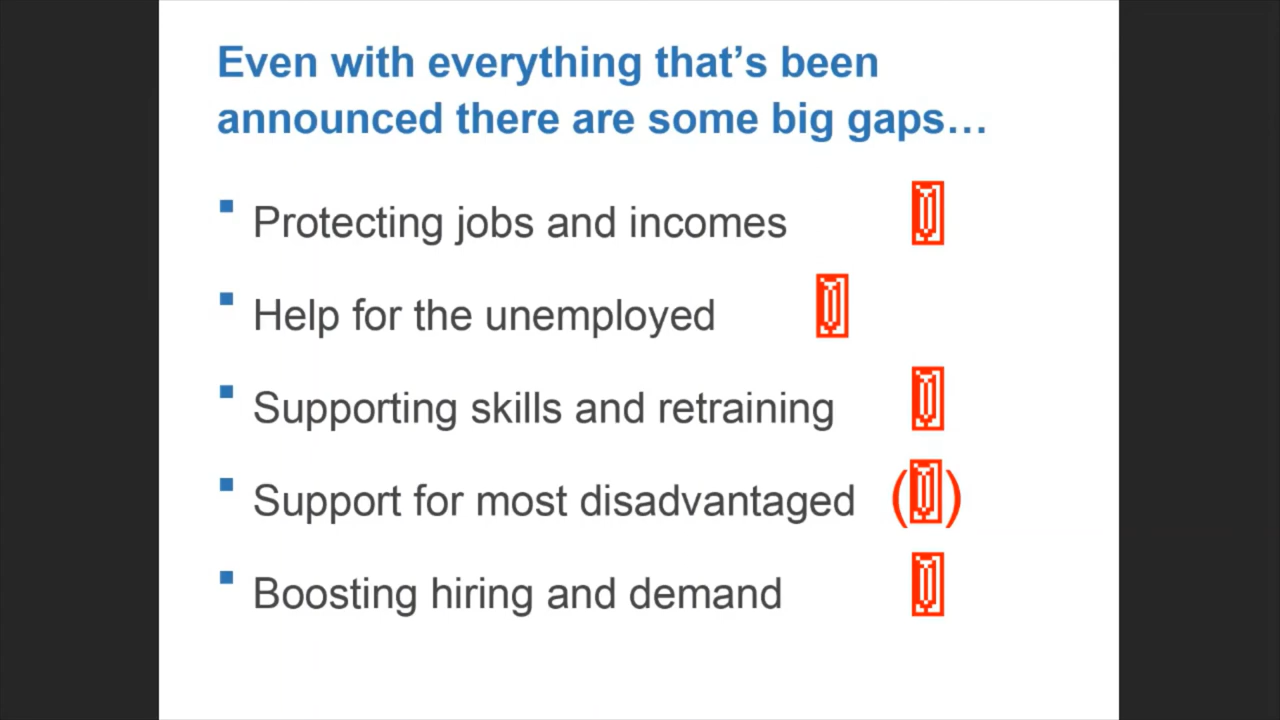 Even with everything that’s been
announced there are some big gaps…
Protecting jobs and incomes
Help for the unemployed
Supporting skills and retraining
Support for most disadvantaged ( )
Boosting hiring and demand